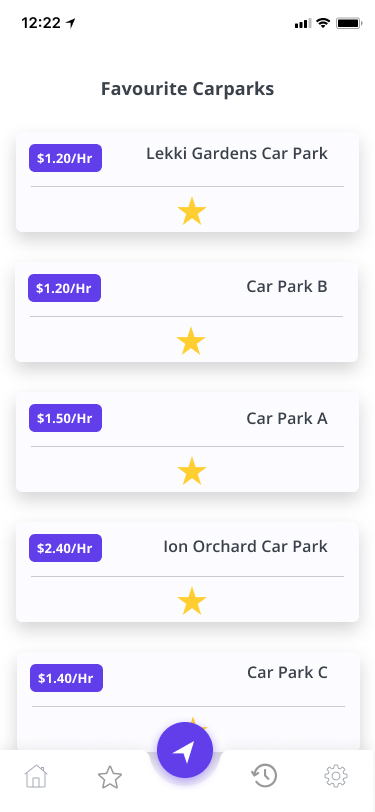 12:22
Favourite Carparks
$1.20/Hr Lekki Gardens Car Park
$1.20/Hr Car Park B
$1.50/Hr Car Park A
$2.40/Hr Ion Orchard Car Park
$1.40/Hr Car Park C